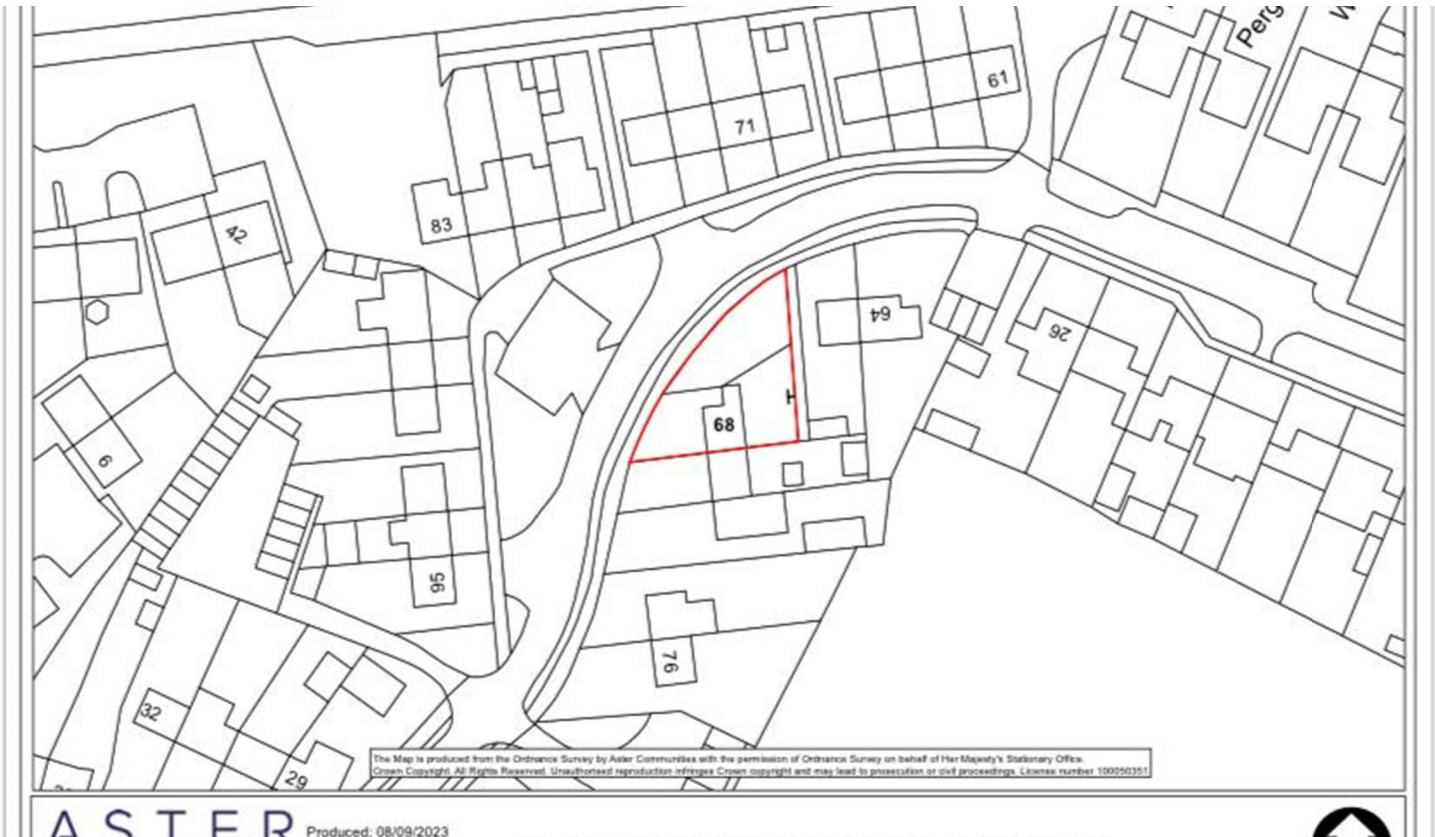 Perg
W
61
71
83
42
64
26
68
6
95
76
32
29
The Map is produced from the Ordnance Survey by Aster Communities with the permission of Ordnance Survey on behalf of Her Majesty's Stationary Office.
Crown Copyright. All Rights Reserved. Unauthorised reproduction infringes Crown copyright and may lead to prosecution or civil proceedings. License number 100050351
ASTER Produced: 08/09/2023